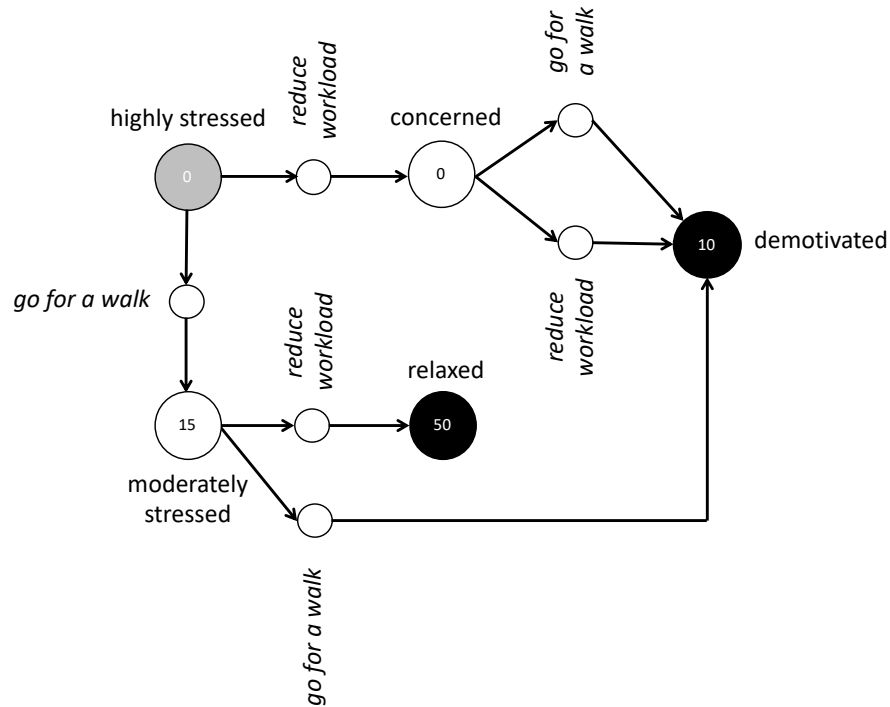 go for
a walk
reduce
workload
highly stressed
concerned
0
0
10
demotivated
go for a walk
reduce
workload
reduce
workload
relaxed
15
50
moderately
stressed
go for a walk